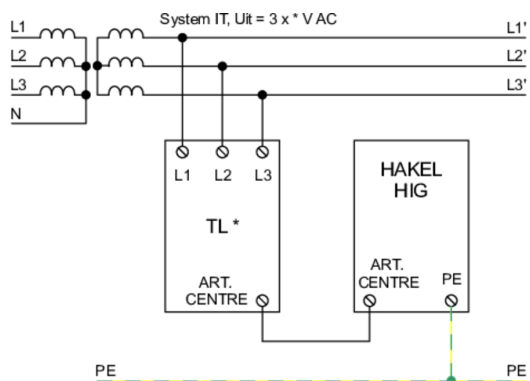 System IT, Uit = 3 x * V AC
L1
L1'
L2
L2'
L3
L3'
N
L1 L2 L3
TL *
ART.
CENTRE
HAKEL
HIG
ART.
CENTRE
PE
PE
PE